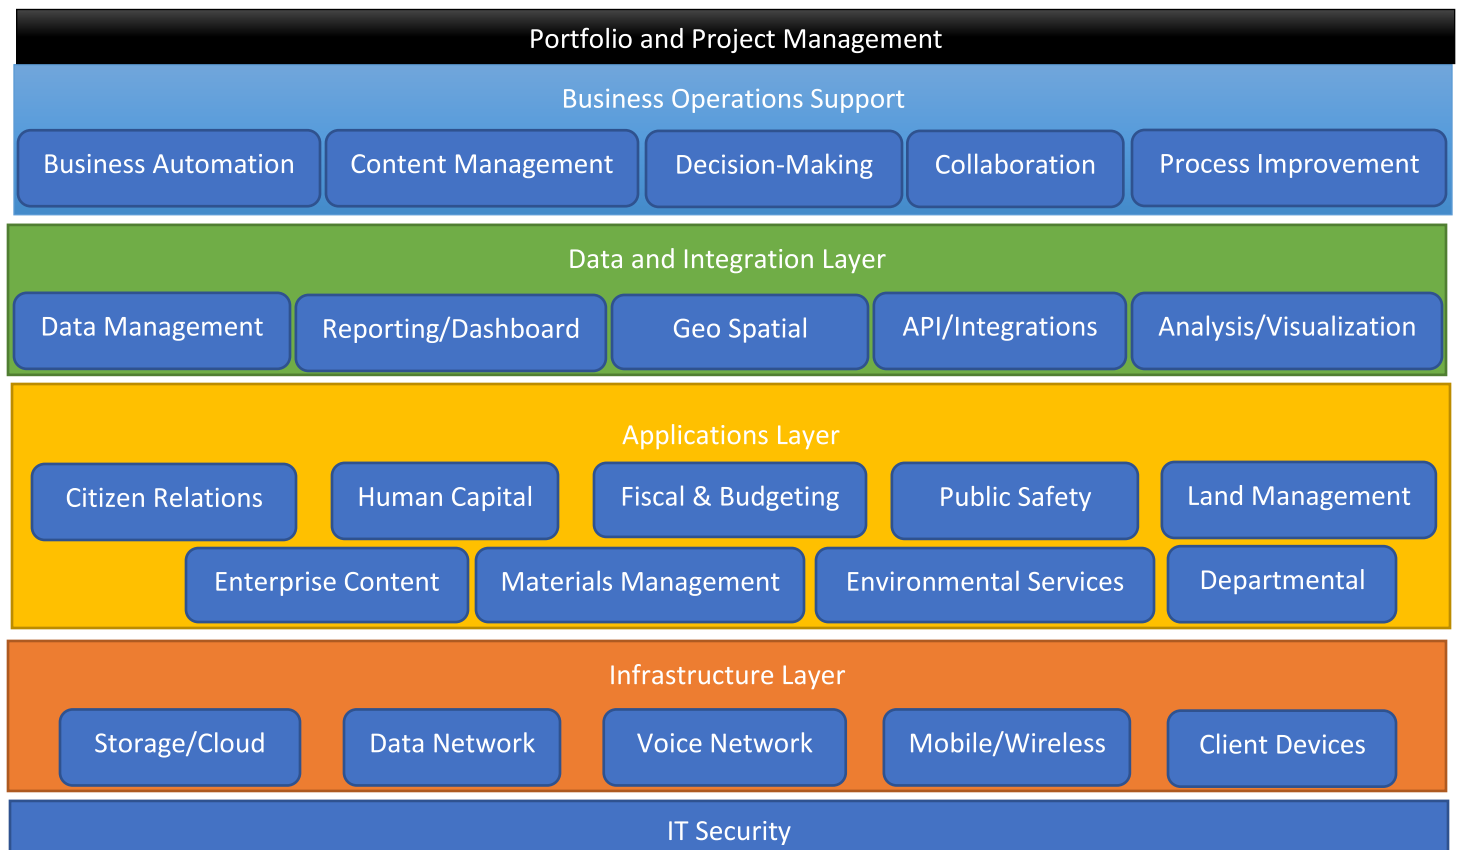 Portfolio and Project Management
Business Operations Support
Business Automation
Content Management
Decision-Making
Collaboration
Process Improvement
Data and Integration Layer
Data Management
Reporting/Dashboard
Geo Spatial
API/Integrations
Analysis/Visualization
Applications Layer
Citizen Relations
Human Capital
Fiscal & Budgeting
Public Safety
Land Management
Enterprise Content
Materials Management
Environmental Services
Departmental
Infrastructure Layer
Storage/Cloud
Data Network
Voice Network
Mobile/Wireless
Client Devices
IT Security